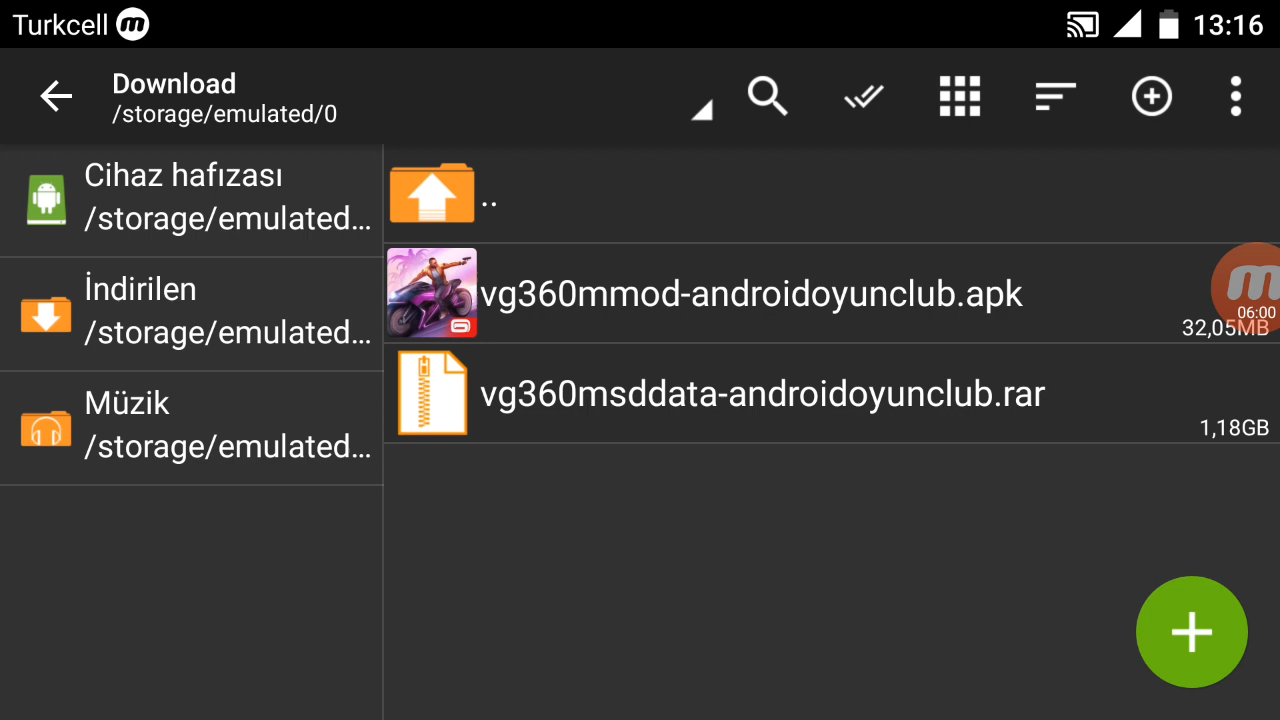 Turkcell
13:16
Download
/storage/emulated/0
Cihaz hafızası
/storage/emulated...
İndirilen
/storage/emulated...
Müzik
/storage/emulated...
..
vg360mmod-androidoyunclub.apk
06:00
32,05MB
vg360msddata-androidoyunclub.rar
1,18GB